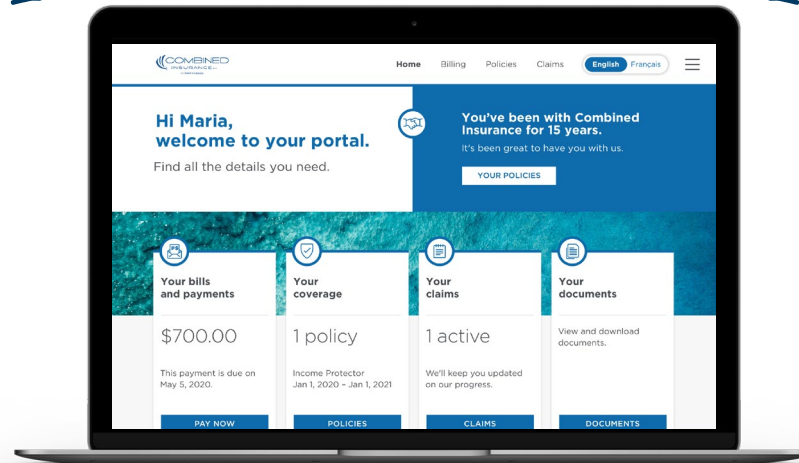 COMBINED
INSURANCE
Home Billing Policies Claims English Français
Hi Maria,
welcome to your portal.
Find all the details you need.
You've been with Combined
Insurance for 15 years.
It's been great to have you with us.
YOUR POLICIES
Your bills
and payments
$700.00
This payment is due on
May 5, 2020.
PAY NOW
Your
coverage
1 policy
Income Protector
Jan 1, 2020 – Jan 1, 2021
POLICIES
Your
claims
1 active
We'll keep you updated
on our progress.
CLAIMS
Your
documents
View and download
documents.
DOCUMENTS